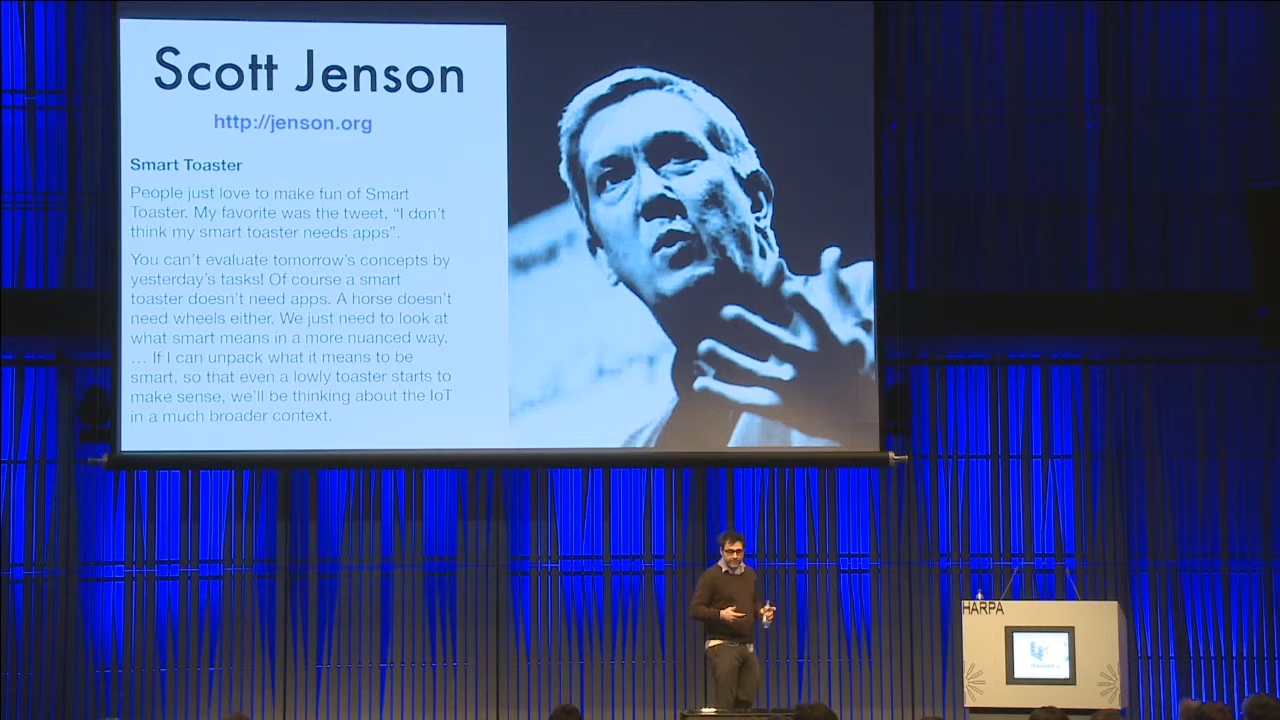 Scott Jenson
http://jenson.org
Smart Toaster
People just love to make fun of Smart
Toaster. My favorite was the tweet, “I don’t
think my smart toaster needs apps”.
You can’t evaluate tomorrow’s concepts by
yesterday’s tasks! Of course a smart
toaster doesn’t need apps. A horse doesn’t
need wheels either. We just need to look at
what smart means in a more nuanced way.
… If I can unpack what it means to be
smart, so that even a lowly toaster starts to
make sense, we’ll be thinking about the IoT
in a much broader context.
HARPA